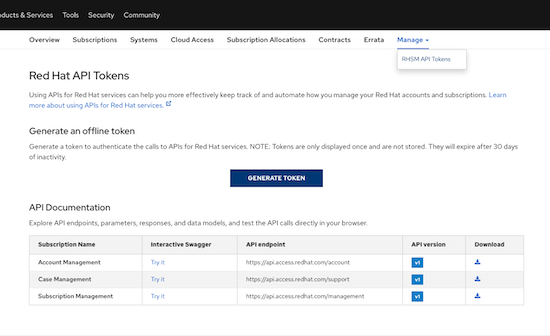 oducts & Services Tools Security Community
Overview Subscriptions Systems Cloud Access Subscription Allocations Contracts Errata Manage
RHSM API Tokens
Red Hat API Tokens
Using APIs for Red Hat services can help you more effectively keep track of and automate how you manage your Red Hat accounts and subscriptions. Learn
more about using APIs for Red Hat services.
Generate an offline token
Generate a token to authenticate the calls to APIs for Red Hat services. NOTE: Tokens are only displayed once and are not stored. They will expire after 30 days
of inactivity.
GENERATE TOKEN
API Documentation
Explore API endpoints, parameters, responses, and data models, and test the API calls directly in your browser.
Subscription Name Interactive Swagger API endpoint API version Download
Account Management Try it https://api.access.redhat.com/account v1
Case Management Try it https://api.access.redhat.com/support v1
Subscription Management Try it https://api.access.redhat.com/management v1